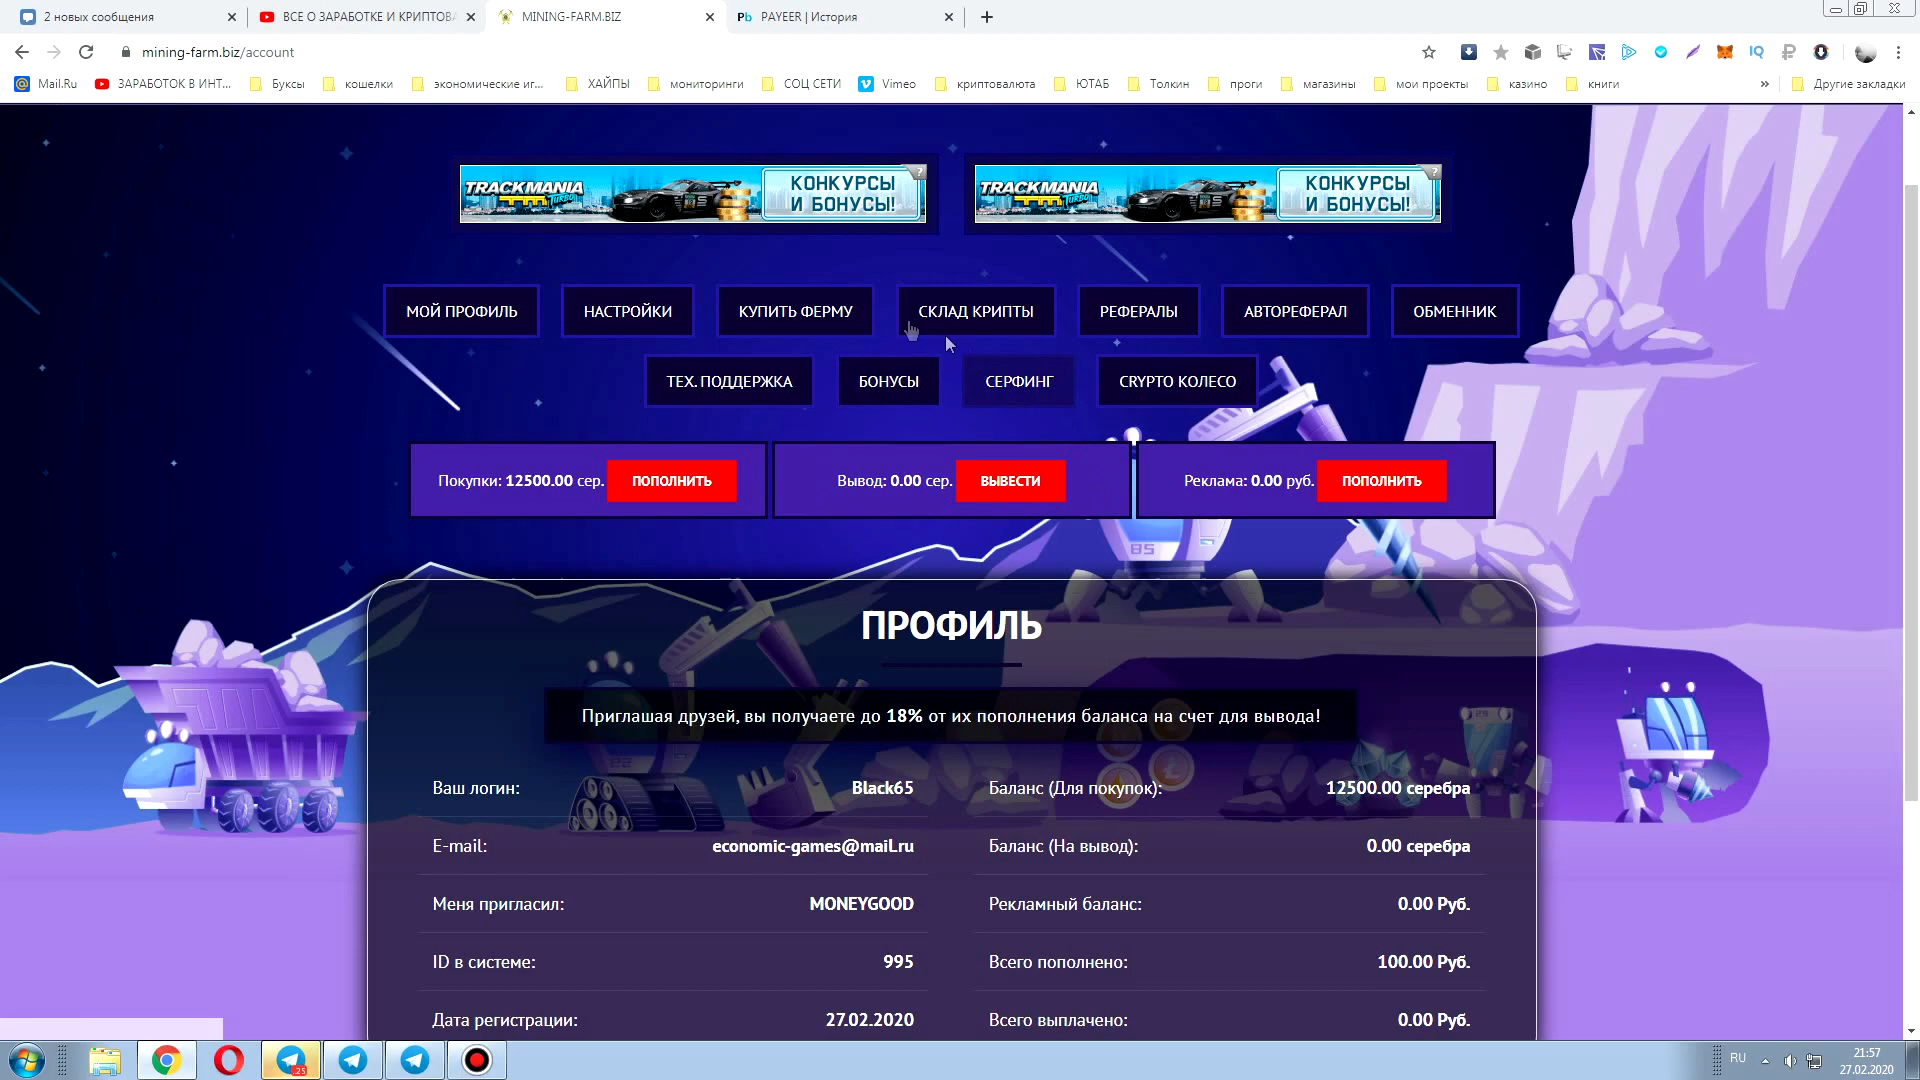 2 новых сообщения
ВСЕ О ЗАРАБОТКЕ И КРИПТОВА
MINING-FARM.BIZ
Pb PAYEER | История
mining-farm.biz/account
IQ
Mail.Ru
ЗАРАБОТОК В ИНТ...
Буксы
кошелки
экономические иг...
ХАЙПЫ
мониторинги
СОЦ СЕТИ
Vimeo
криптовалюта
ЮТАБ
Толкин
проги
магазины
мои проекты
казино
книги
»
Другие закладки
TRACKMANIA
TURBO
КОНКУРСЫ
И БОНУСЫ!
?
TRACKMANIA
TURBO
КОНКУРСЫ
И БОНУСЫ!
?
МОЙ ПРОФИЛЬ
НАСТРОЙКИ
КУПИТЬ ФЕРМУ
СКЛАД КРИПТЫ
РЕФЕРАЛЫ
АВТОРЕФЕРАЛ
ОБМЕННИК
ТЕХ. ПОДДЕРЖКА
БОНУСЫ
СЕРФИНГ
CRYPTO КОЛЕСО
Покупки: 12500.00 сер. ПОПОЛНИТЬ
Вывод: 0.00 сер. ВЫВЕСТИ
Реклама: 0.00 руб. ПОПОЛНИТЬ
85
ПРОФИЛЬ
Приглашая друзей, вы получаете до 18% от их пополнения баланса на счет для вывода!
Ваш логин: Black65
Баланс (Для покупок): 12500.00 серебра
E-mail: economic-games@mail.ru
Баланс (На вывод): 0.00 серебра
Меня пригласил: MONEYGOOD
Рекламный баланс: 0.00 Руб.
ID в системе: 995
Всего пополнено: 100.00 Руб.
Дата регистрации: 27.02.2020
Всего выплачено: 0.00 Руб.
25
RU
21:57
27.02.2020